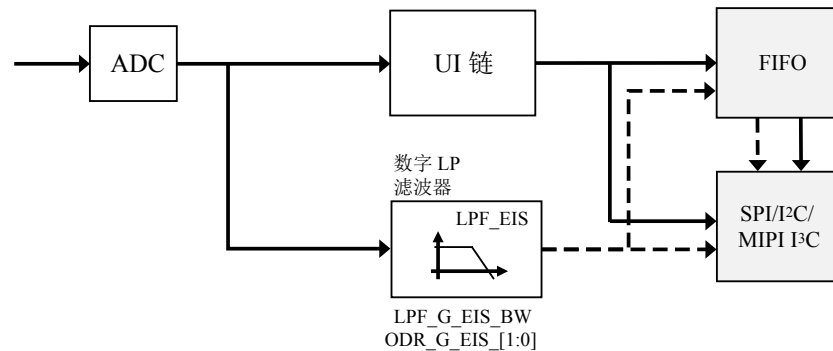 ADC
UI 链
FIFO
数字 LP
滤波器
LPF_EIS
SPI/I²C/
MIPI I³C
LPF_G_EIS_BW
ODR_G_EIS_[1:0]